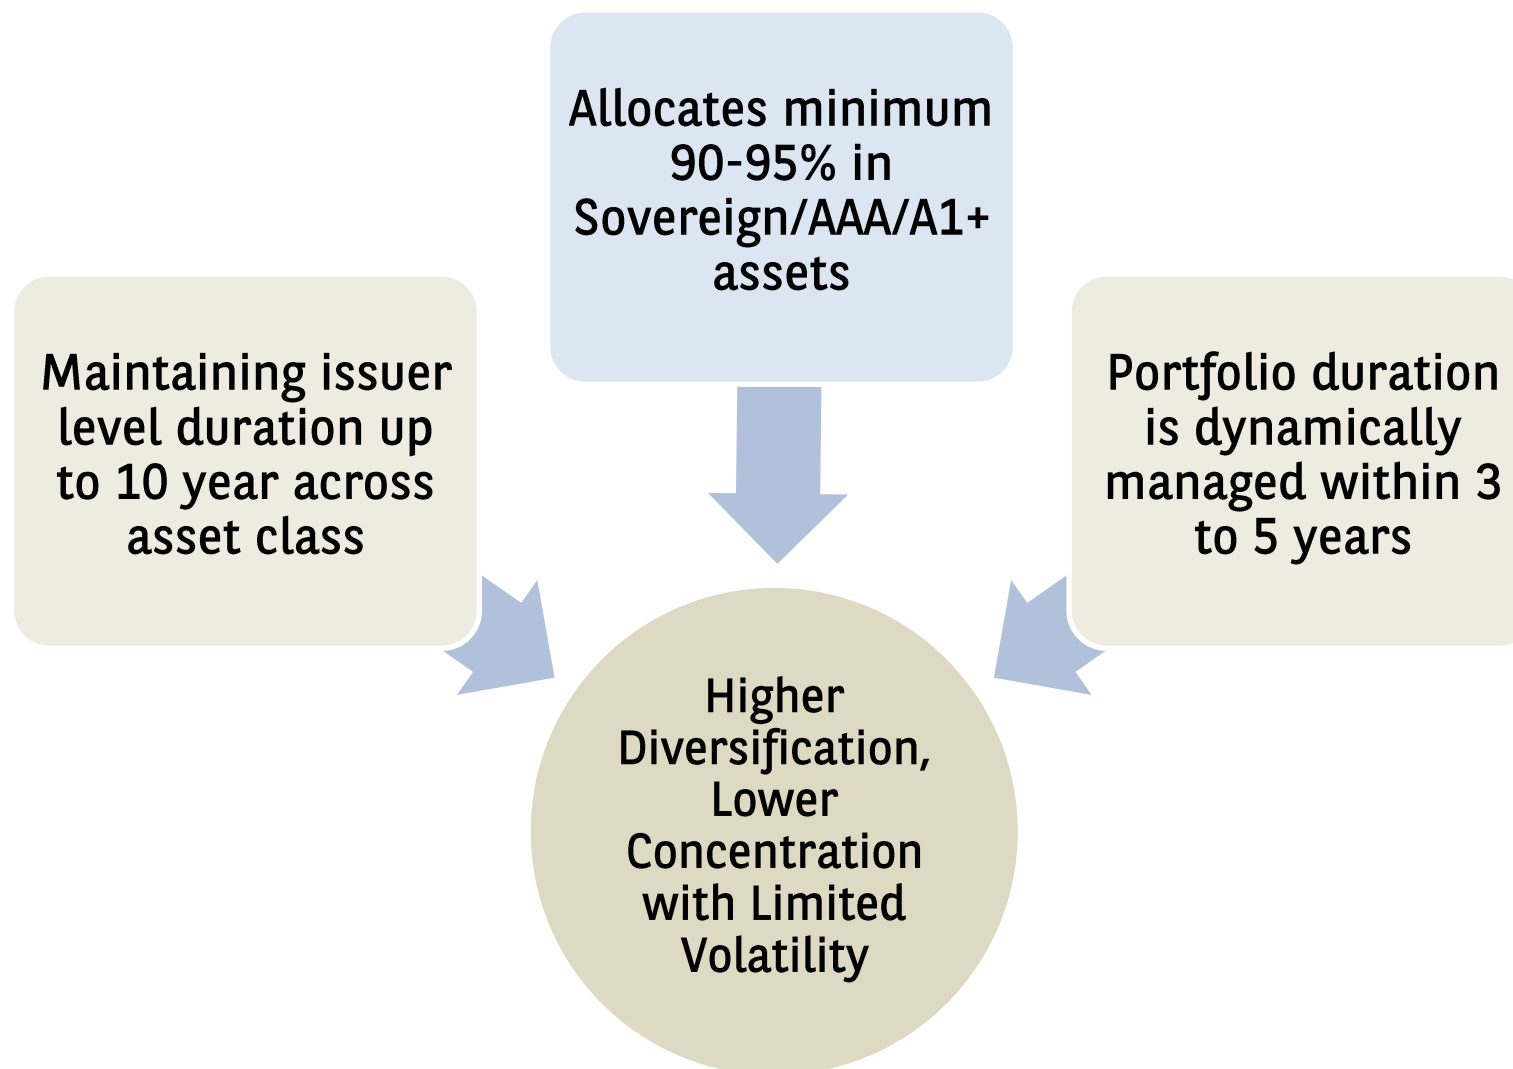 Allocates minimum
90-95% in
Sovereign/AAA/A1+
assets
Maintaining issuer
level duration up
to 10 year across
asset class
Portfolio duration
is dynamically
managed within 3
to 5 years
Higher
Diversification,
Lower
Concentration
with Limited
Volatility